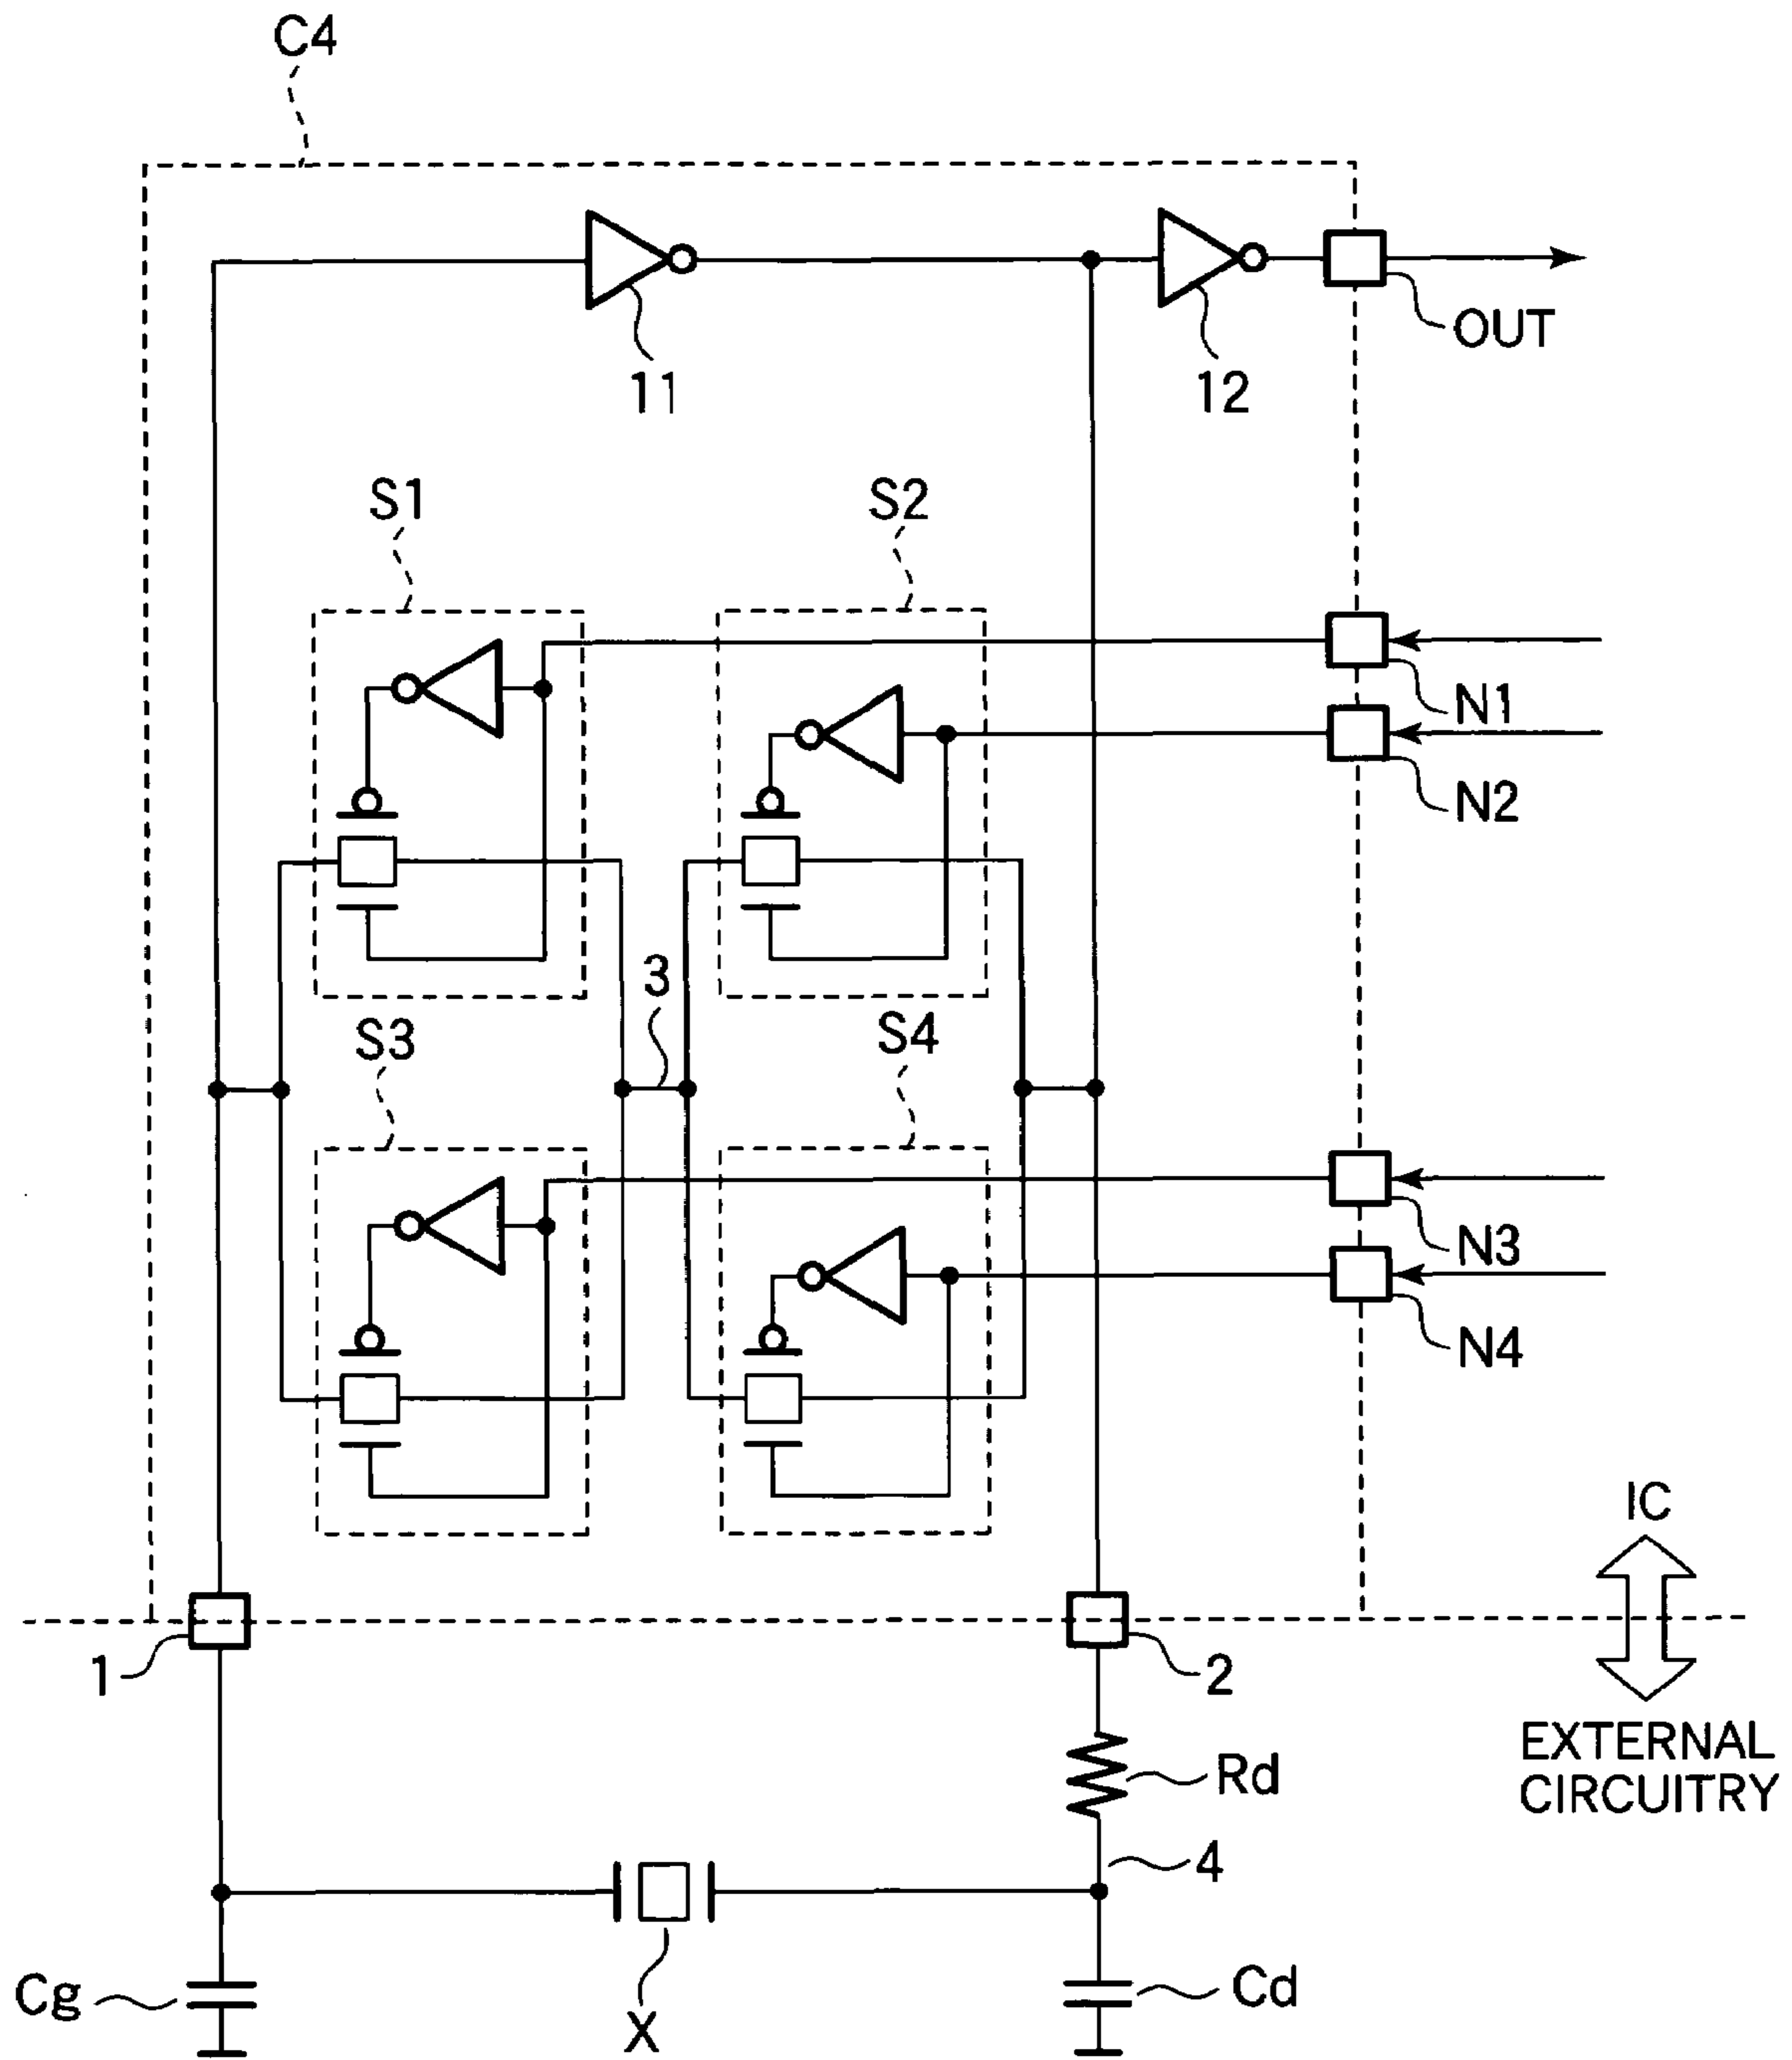 C4
11
12
OUT
S1
S2
N1
N2
3
S3
S4
N3
N4
IC
1
2
EXTERNAL
CIRCUITRY
Rd
4
Cg
X
Cd